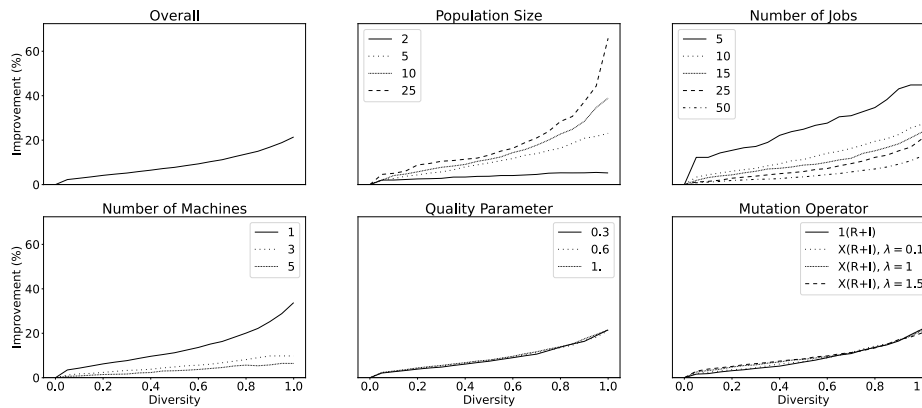 Overall
Population Size
Number of Jobs
Improvement (%)
60
40
20
0
2
5
10
25
5
10
15
25
50
Number of Machines
Quality Parameter
Mutation Operator
Improvement (%)
60
40
20
0
1
3
5
0.3
0.6
1.
1(R+I)
X(R+I), λ = 0.1
X(R+I), λ = 1
X(R+I), λ = 1.5
0.0 0.2 0.4 0.6 0.8 1.0
0.0 0.2 0.4 0.6 0.8 1.0
0.0 0.2 0.4 0.6 0.8 1.0
Diversity
Diversity
Diversity